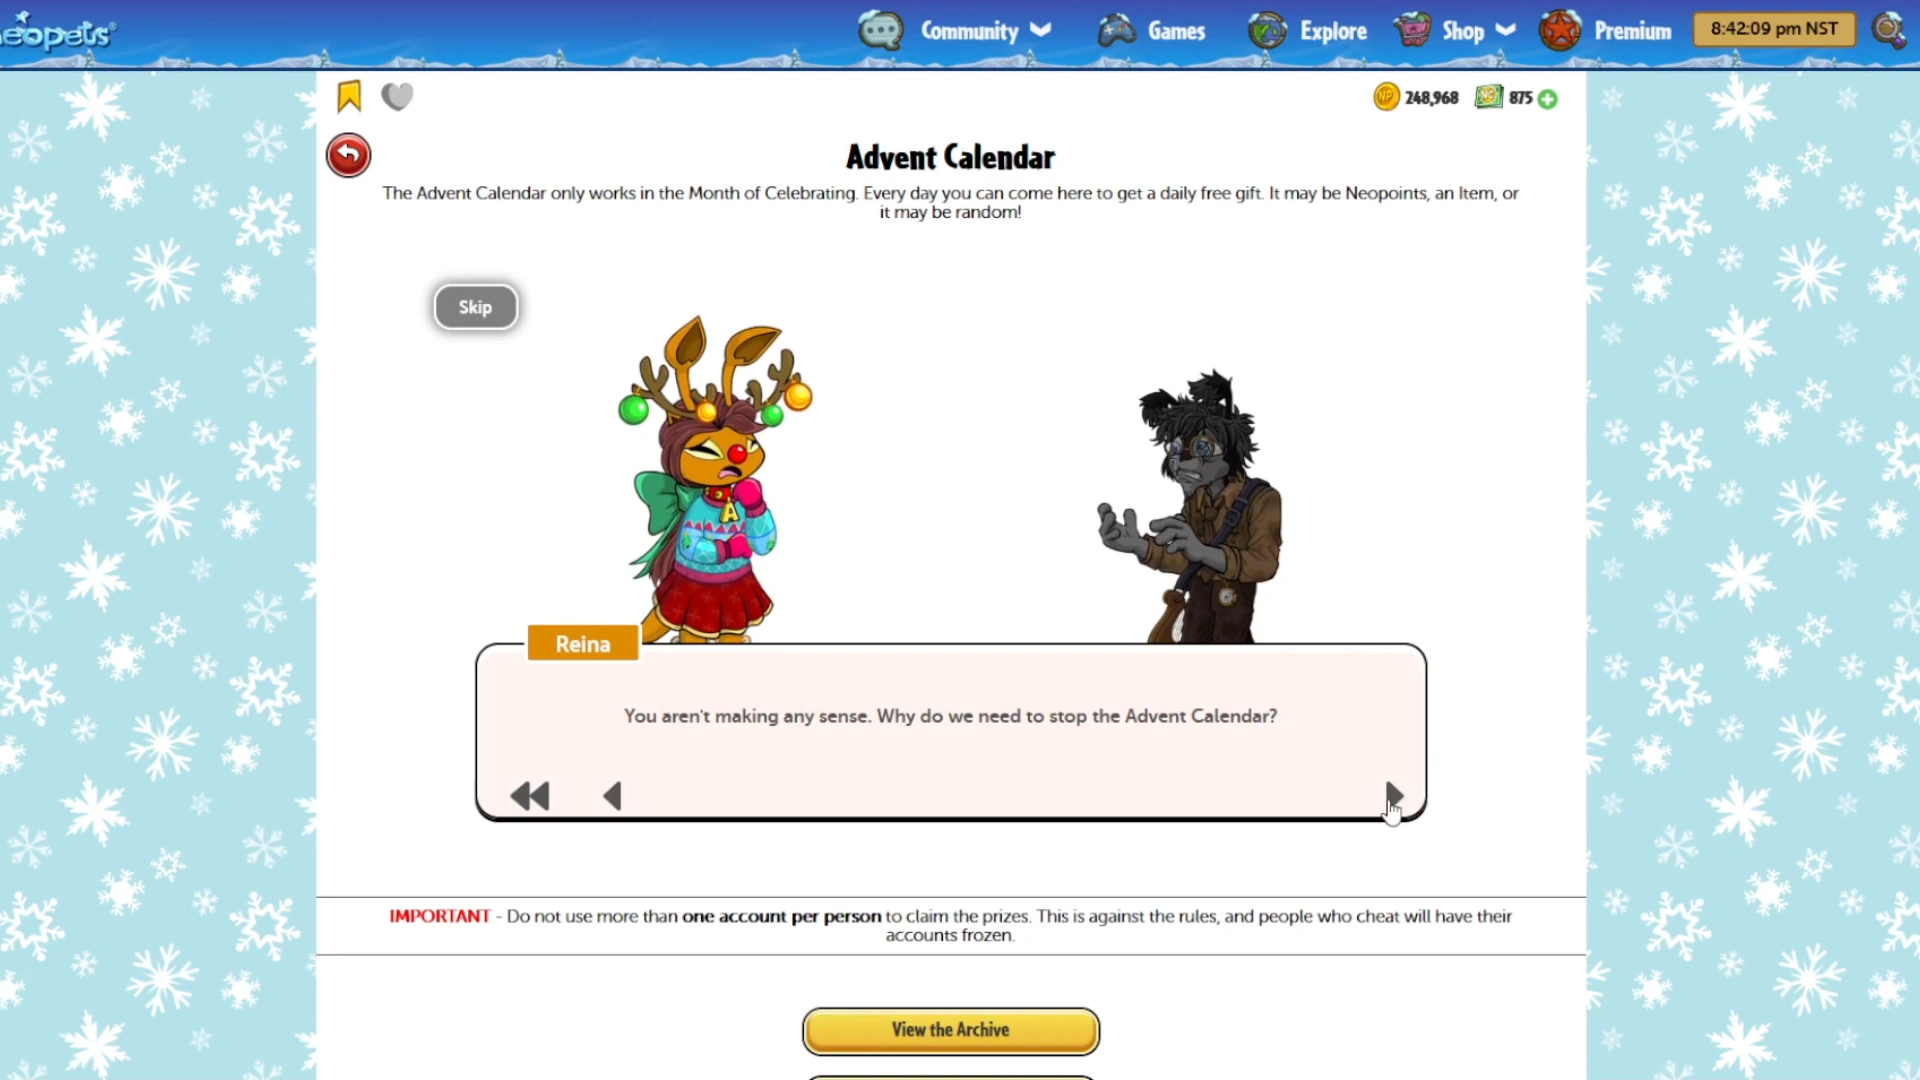 neopets
Community
Games
Explore
Shop
Premium
8:42:09 pm NST
NP
248,968
NC
875
Advent Calendar
The Advent Calendar only works in the Month of Celebrating. Every day you can come here to get a daily free gift. It may be Neopoints, an Item, or
it may be random!
Skip
A
Reina
You aren't making any sense. Why do we need to stop the Advent Calendar?
IMPORTANT - Do not use more than one account per person to claim the prizes. This is against the rules, and people who cheat will have their
accounts frozen.
View the Archive